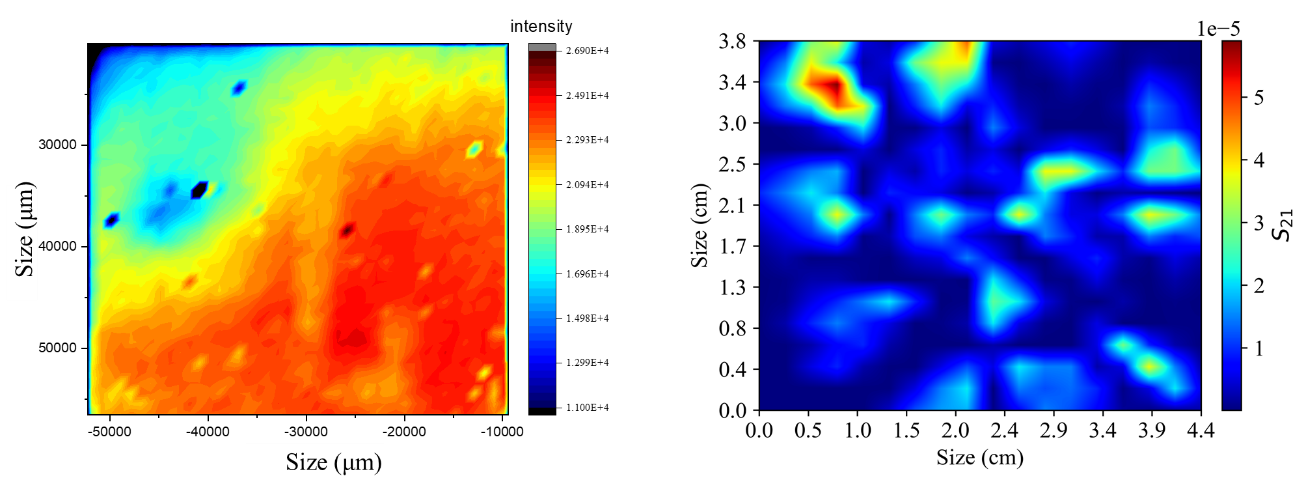 intensity
2.690E+4
2.491E+4
2.293E+4
2.094E+4
1.895E+4
1.696E+4
1.498E+4
1.299E+4
1.100E+4
30000
40000
50000
Size (μm)
-50000 -40000 -30000 -20000 -10000
Size (μm)
1e−5
3.8
3.4
3.0
2.5
2.1
1.7
1.3
0.8
0.4
0.0
Size (cm)
0.0 0.5 1.0 1.5 2.0 2.4 2.9 3.4 3.9 4.4
Size (cm)
5
4
3
2
1
S21